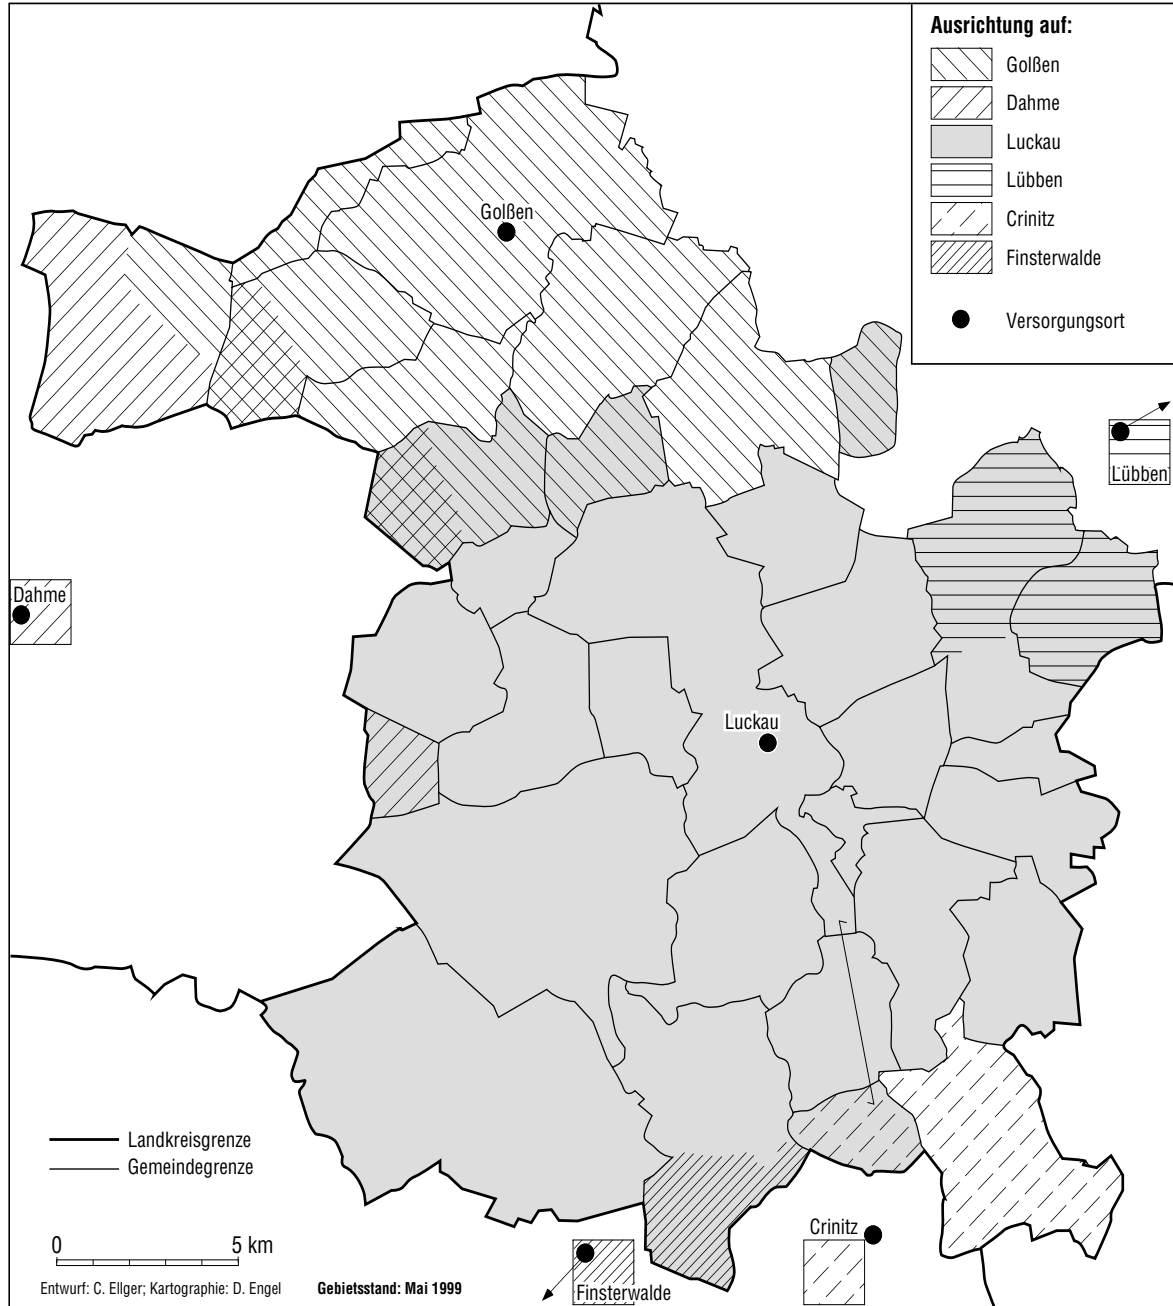 Ausrichtung auf:
Golßen
Dahme
Luckau
Lübben
Crinitz
Finsterwalde
Versorgungsort
Golßen
Lübben
Dahme
Luckau
Landkreisgrenze
Gemeindegrenze
Crinitz
0 5 km
Finsterwalde
Entwurf: C. Ellger; Kartographie: D. Engel Gebietsstand: Mai 1999